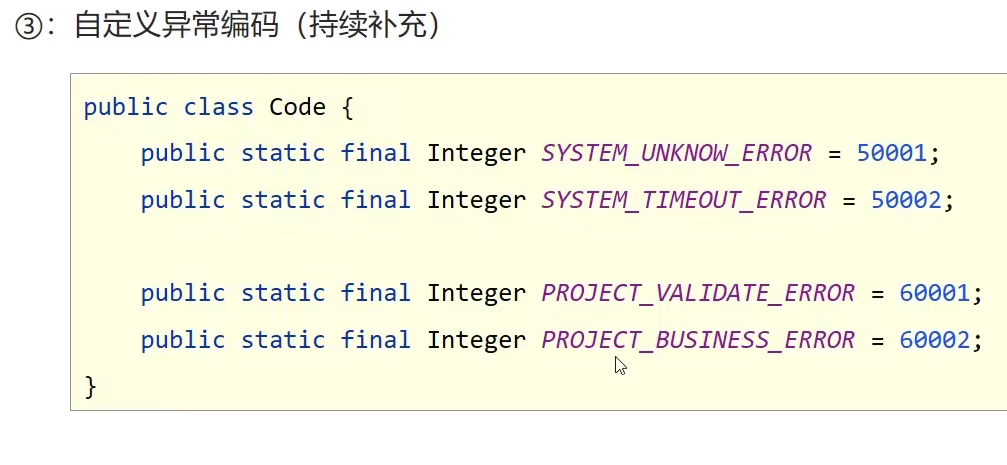 ③：自定义异常编码（持续补充）
public class Code {
    public static final Integer SYSTEM_UNKNOW_ERROR = 50001;
    public static final Integer SYSTEM_TIMEOUT_ERROR = 50002;
    public static final Integer PROJECT_VALIDATE_ERROR = 60001;
    public static final Integer PROJECT_BUSINESS_ERROR = 60002;
}